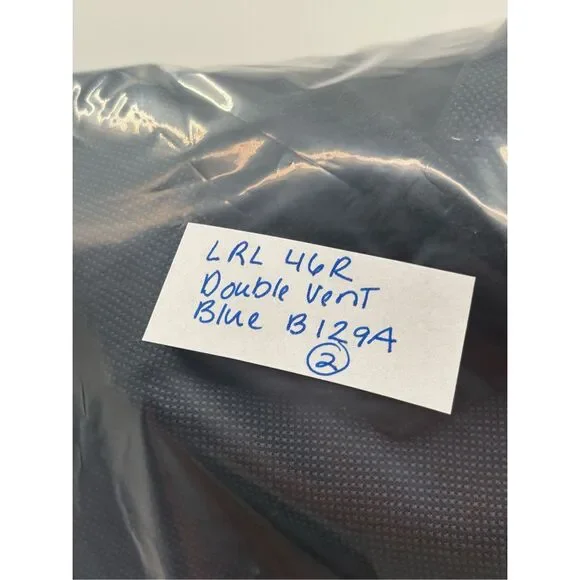 LRL 46R
Double Vent
Blue B129A
2